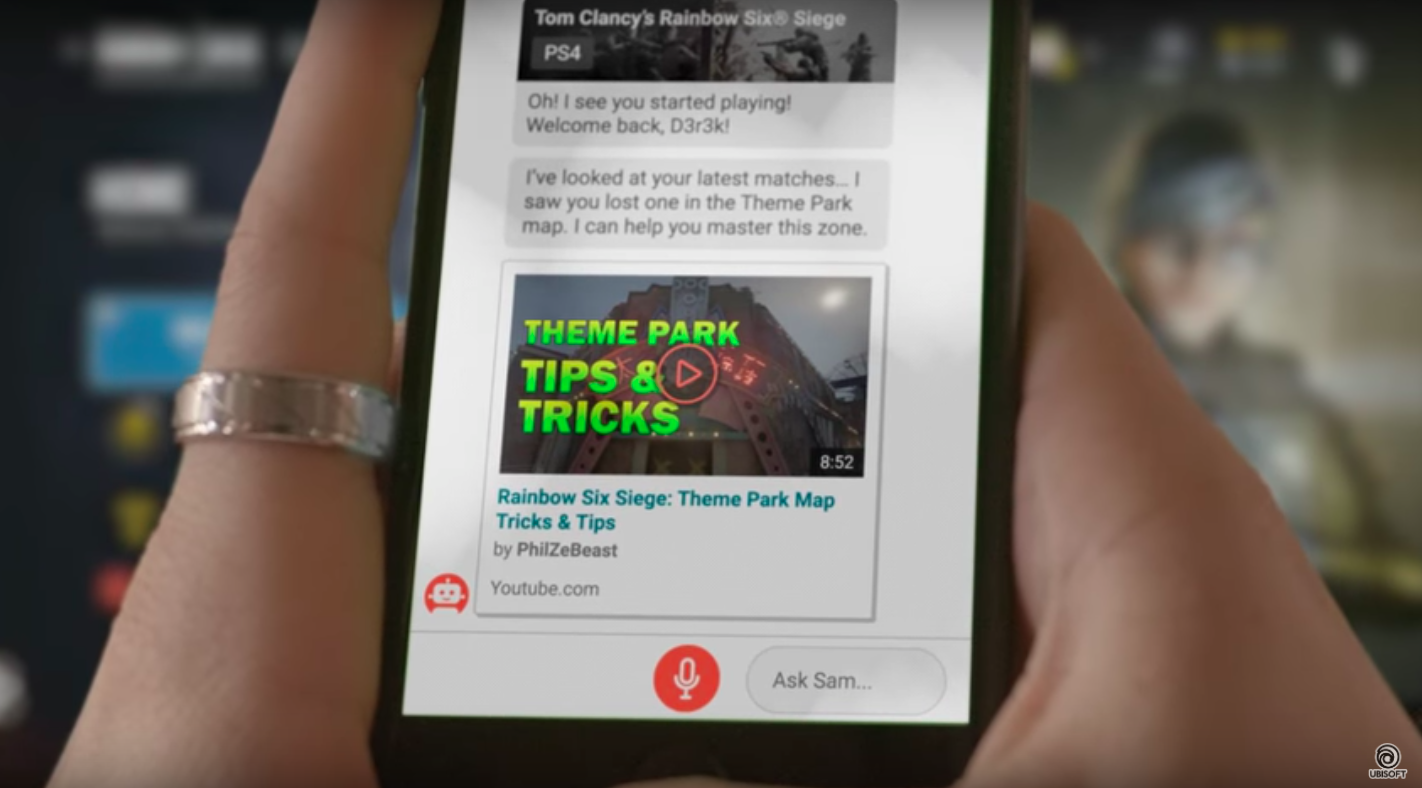 Tom Clancy's Rainbow Six® Siege
PS4
Oh! I see you started playing!
Welcome back, D3r3k!
I've looked at your latest matches... I
saw you lost one in the Theme Park
map. I can help you master this zone.
THEME PARK
TIPS &
TRICKS
8:52
Rainbow Six Siege: Theme Park Map
Tricks & Tips
by PhilZeBeast
Youtube.com
Ask Sam...
UBISOFT